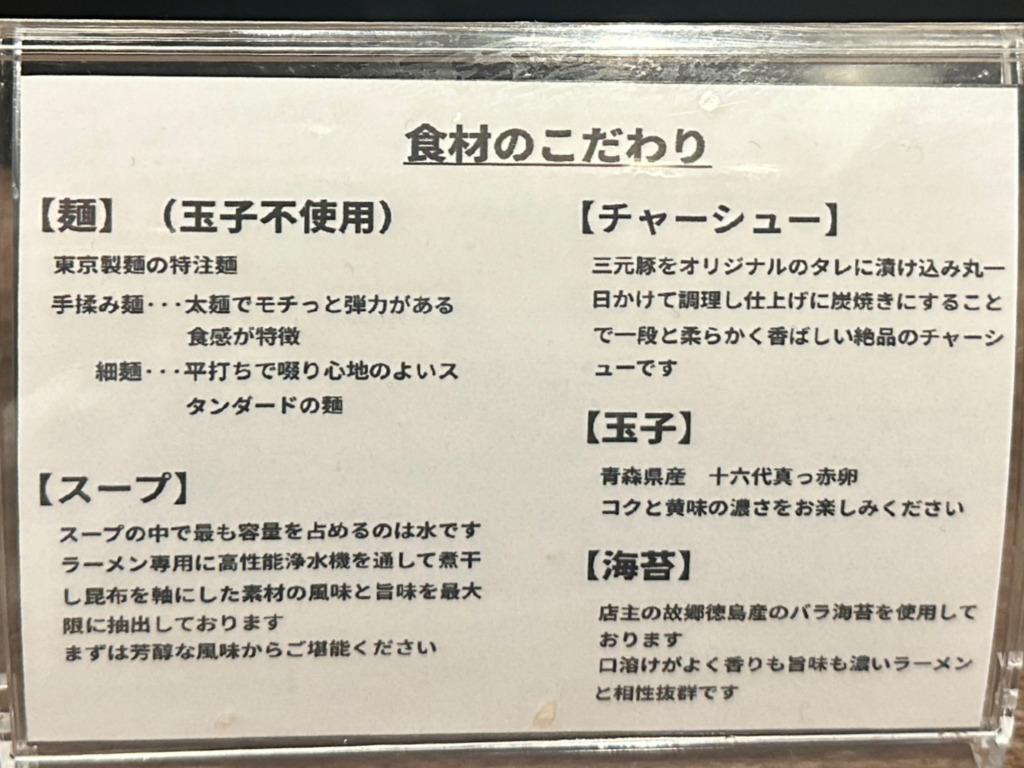 食材のこだわり
【麺】 （玉子不使用）
東京製麺の特注麺
手揉み麺･･･太麺でモチっと弾力がある
食感が特徴
細麺･･･平打ちで啜り心地のよいス
タンダードの麺
【スープ】
スープの中で最も容量を占めるのは水です
ラーメン専用に高性能浄水機を通して煮干
し昆布を軸にした素材の風味と旨味を最大
限に抽出しております
まずは芳醇な風味からご堪能ください
【チャーシュー】
三元豚をオリジナルのタレに漬け込み丸一
日かけて調理し仕上げに炭焼きにすること
で一段と柔らかく香ばしい絶品のチャーシ
ューです
【玉子】
青森県産　十六代真っ赤卵
コクと黄味の濃さをお楽しみください
【海苔】
店主の故郷徳島産のバラ海苔を使用して
おります
口溶けがよく香りも旨味も濃いラーメン
と相性抜群です